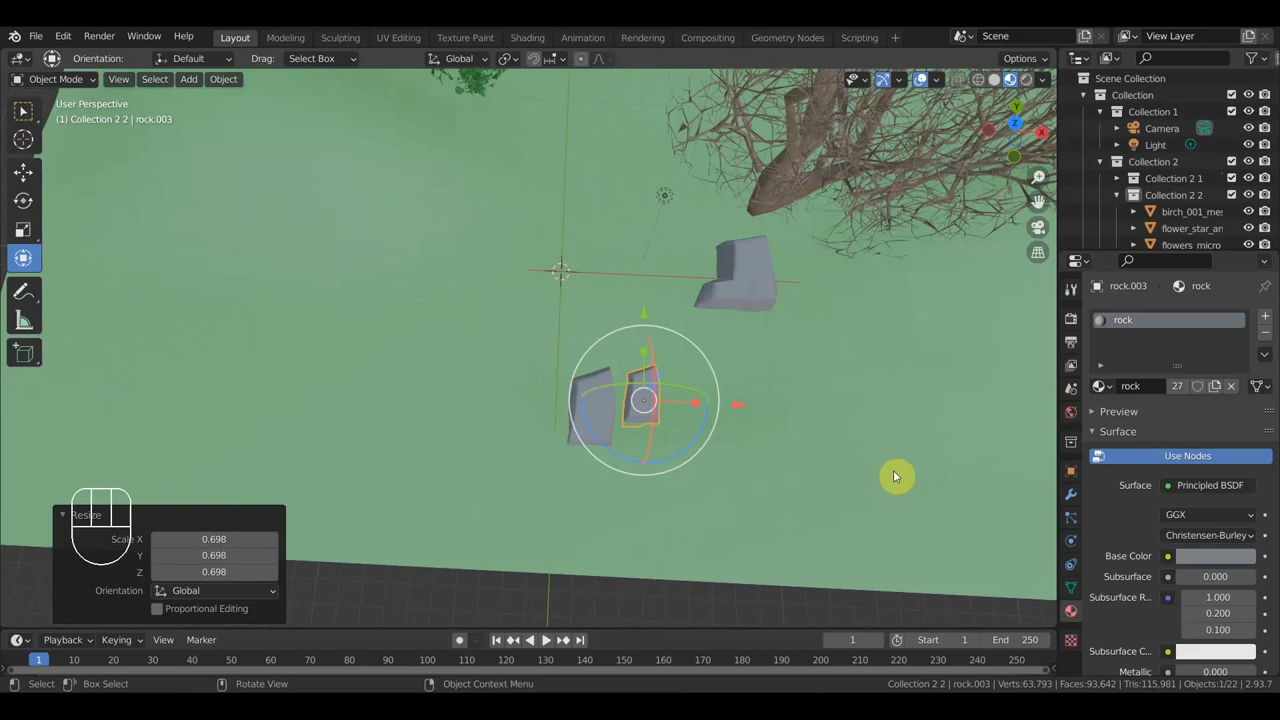 File Edit Render Window Help Layout Modeling Sculpting UV Editing Texture Paint Shading Animation Rendering Compositing Geometry Nodes Scripting + Scene View Layer
Orientation: Default Drag: Select Box Global Options
Object Mode View Select Add Object
User Perspective
(1) Collection 2 2 | rock.003
Y
Z
X
Scene Collection
Collection
Collection 1
Camera
Light
Collection 2
Collection 2 1
Collection 2 2
birch_001_mes
flower_star_an
flowers_micro
rock.003 rock
rock
rock 27
Preview
Surface
Use Nodes
Surface Principled BSDF
GGX
Christensen-Burley
Base Color
Subsurface 0.000
Subsurface R... 1.000
0.200
0.100
Subsurface C...
Metallic 0.000
Resize
Scale X 0.698
Y 0.698
Z 0.698
Orientation Global
Proportional Editing
Playback Keying View Marker 1 Start 1 End 250
1 10 20 30 40 50 60 70 80 90 100 110 120 130 140 150 160 170 180 190 200 210 220 230 240 250
Select Box Select Rotate View Object Context Menu Collection 2 2 | rock.003 | Verts:63,793 | Faces:93,642 | Tris:115,981 | Objects:1/22 | 2.93.7